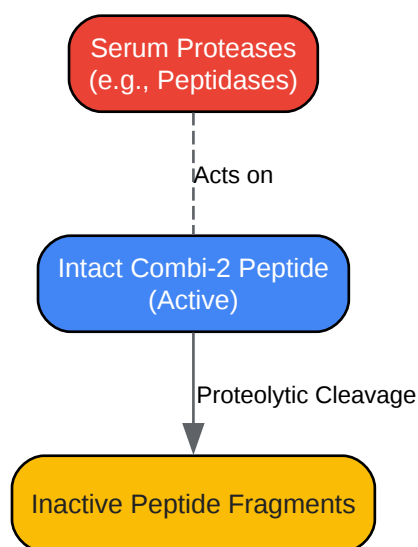 Serum Proteases
(e.g., Peptidases)
Acts on
Intact Combi-2 Peptide
(Active)
Proteolytic Cleavage
Inactive Peptide Fragments